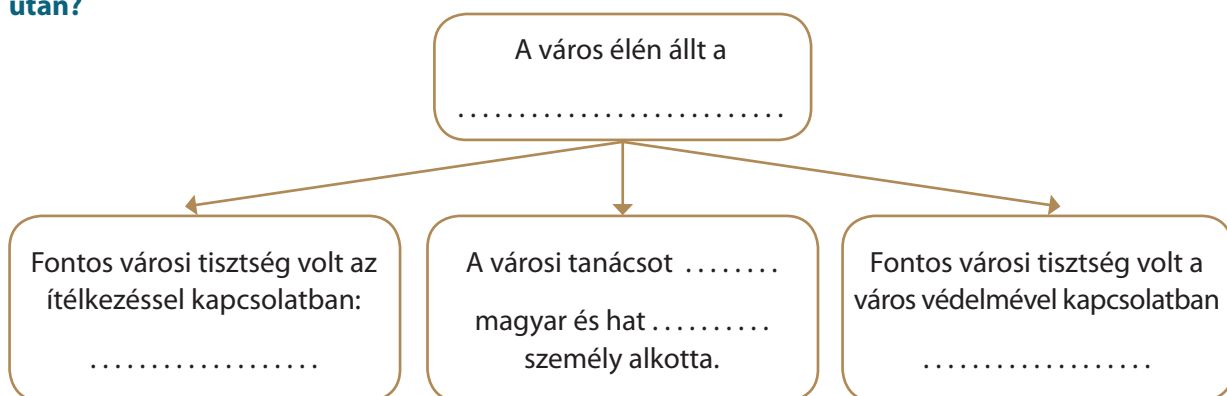 után?
A város élén állt a
. . . . . . . . . . . . . . . . . . . . . . . . . . .
Fontos városi tisztség volt az
ítélkezéssel kapcsolatban:
. . . . . . . . . . . . . . . . . . .
A városi tanácsot . . . . . . . .
magyar és hat . . . . . . . . . .
személy alkotta.
Fontos városi tisztség volt a
város védelmével kapcsolatban
. . . . . . . . . . . . . . . . . . .